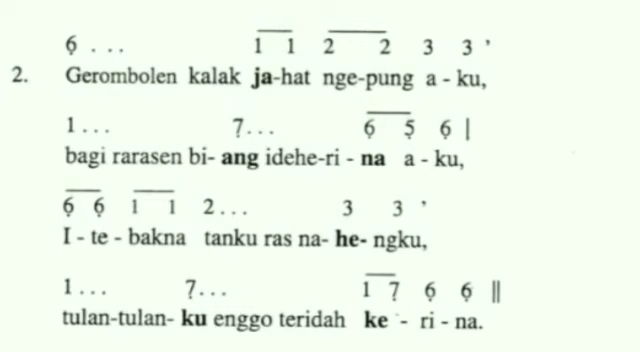 6̣ . . . 1̅ ̅1̅ 2̅ ̅2̅ 3 3 ’
2. Gerombolen kalak ja-hat nge-pung a - ku,
1 . . . 7̣ . . . 6̣̅ ̅5̣̅ 6̣ |
bagi rarasen bi- ang ideheri - na a - ku,
6̣̅ ̅6̣̅ 1̅ ̅1̅ 2 . . . 3 3 ’
I - te - bakna tanku ras na- he- ngku,
1 . . . 7̣ . . . 1̅ ̅7̣̅ 6̣ 6̣ ||
tulan-tulan- ku enggo teridah ke - ri - na.